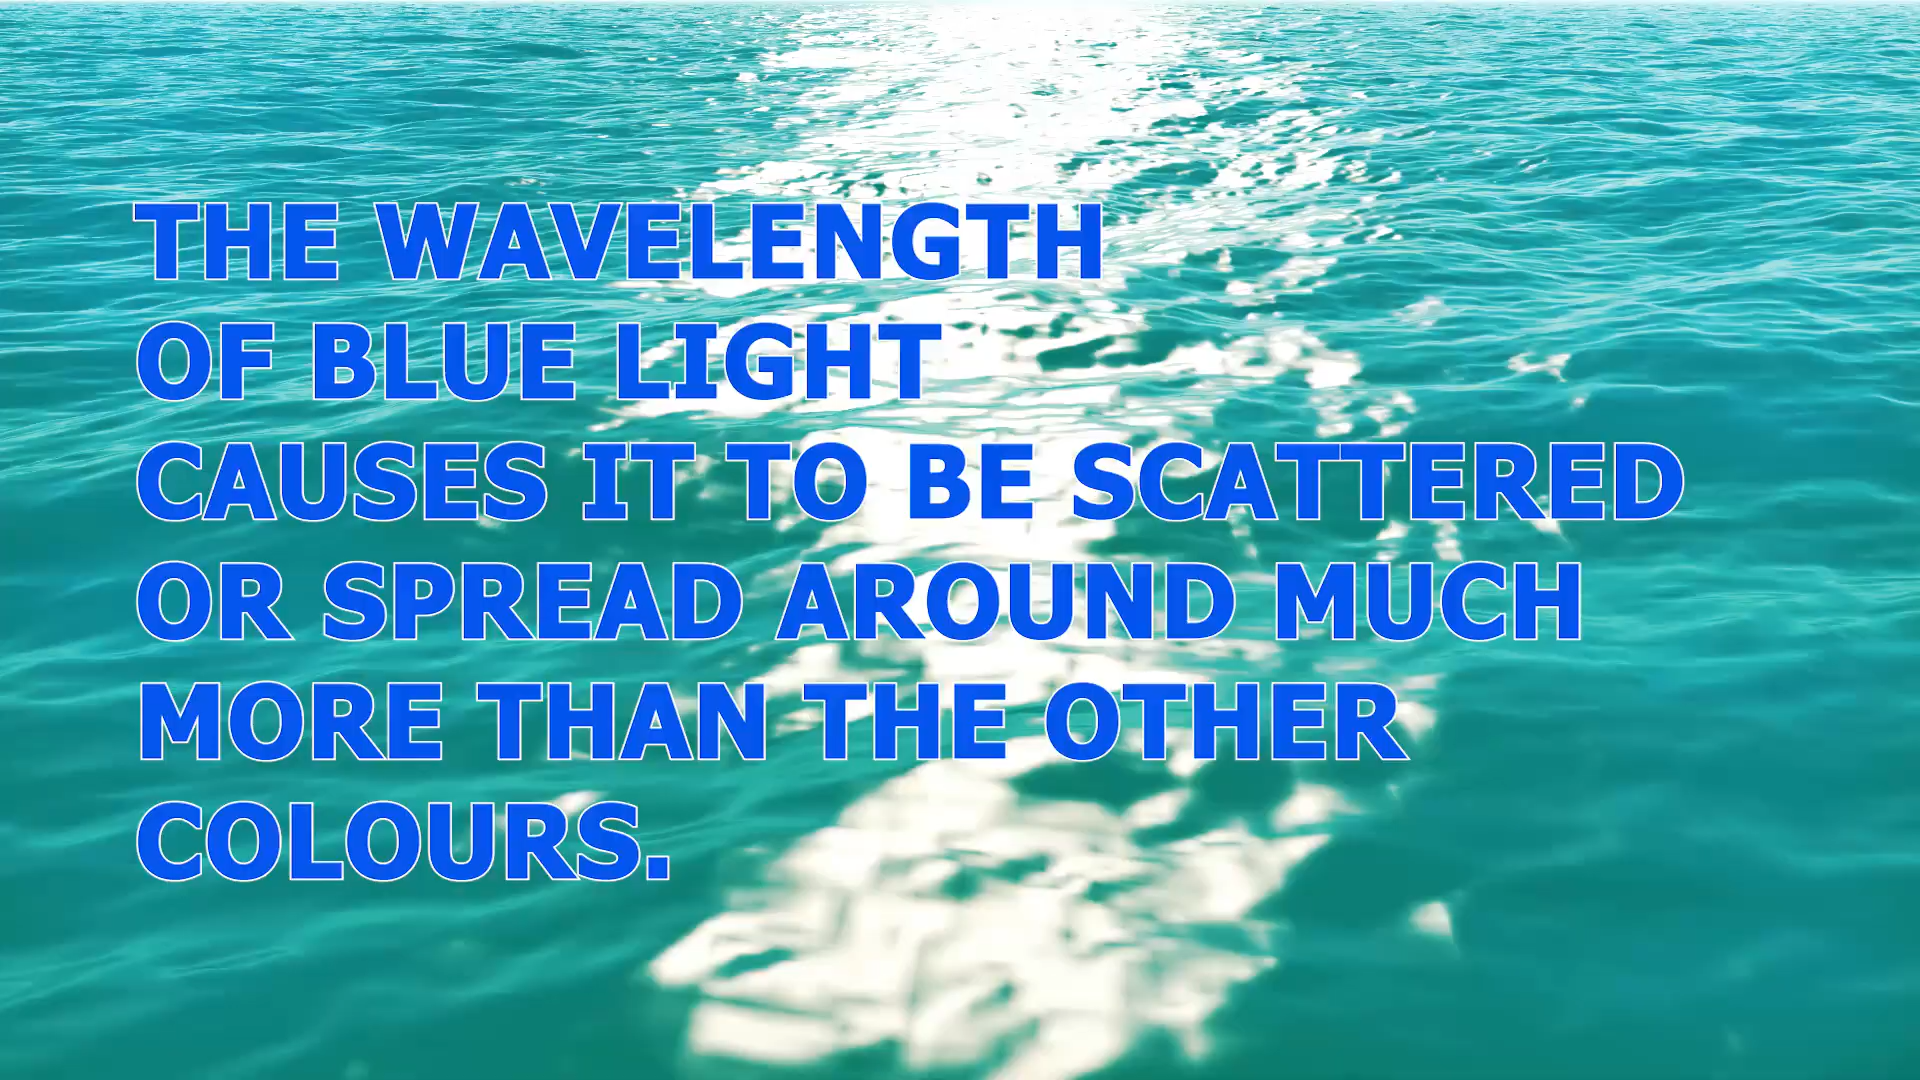 THE WAVELENGTH
OF BLUE LIGHT
CAUSES IT TO BE SCATTERED
OR SPREAD AROUND MUCH
MORE THAN THE OTHER
COLOURS.